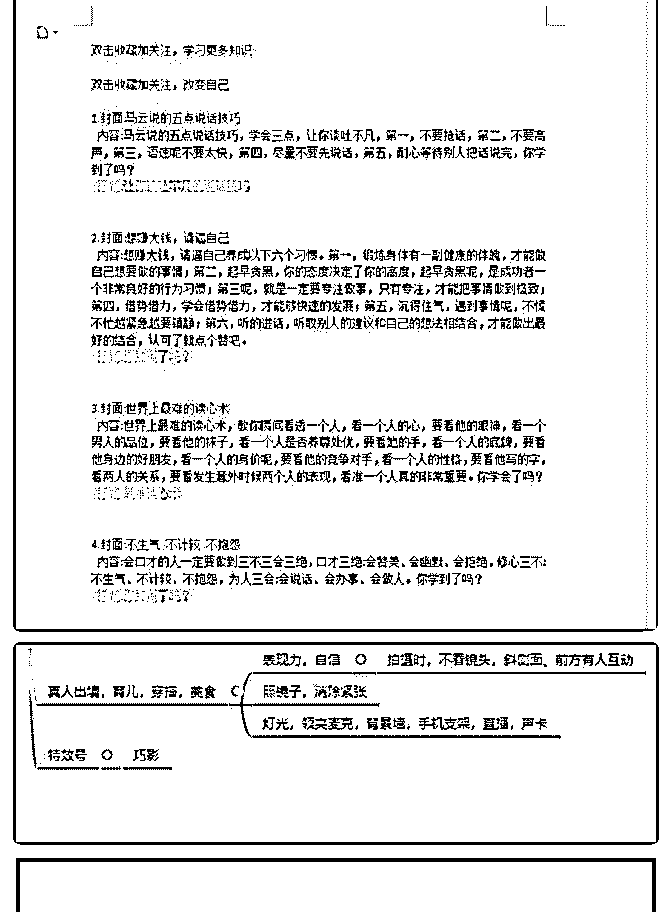 双击收藏加关注，学习更多知识
双击收藏加关注，改变自己
1.封面:马云说的五点说话技巧
内容:马云说的五点说话技巧，学会三点，让你谈吐不凡，第一，不要抢话，第二，不要高
声，第三，语速呢不要太快，第四，尽量不要先说话，第五，耐心等待别人把话说完，你学
到了吗？
2.封面:想赚大钱，请逼自己
内容:想赚大钱，请逼自己养成以下六个习惯。第一，锻炼身体有一副健康的体魄，才能做
自己想要做的事情；第二，起早贪黑，你的态度决定了你的高度，起早贪黑呢，是成功者一
个非常良好的行为习惯；第三呢，就是一定要专注做事，只有专注，才能把事情做到极致；
第四，借势借力，学会借势借力，才能够快速的发展；第五，沉得住气，遇到事情呢，不慌
不忙越紧急越要镇静；第六，听的进话，听取别人的建议和自己的想法相结合，才能做出最
好的结合，认可了就点个赞吧。
3.封面:世界上最难的读心术
内容:世界上最难的读心术，教你瞬间看透一个人，看一个人的心，要看他的眼神，看一个
男人的品位，要看他的袜子，看一个人是否养尊处优，要看她的手，看一个人的底牌，要看
他身边的好朋友，看一个人的身价呢，要看他的竞争对手，看一个人的性格，要看他写的字，
看两人的关系，要看发生意外时候两个人的表现，看准一个人真的非常重要。你学会了吗？
4.封面:不生气 不计较 不抱怨
内容:会口才的人一定要做到三不三会三绝，口才三绝:会赞美、会幽默、会拒绝，修心三不:
不生气、不计较、不抱怨，为人三会:会说话、会办事、会做人。你学到了吗？
表现力，自信 拍摄时，不看镜头，斜侧面、前方有人互动
真人出镜，育儿，穿搭，美食 照镜子，消除紧张
灯光，领夹麦克，背景墙，手机支架，直播，声卡
特效号 巧影